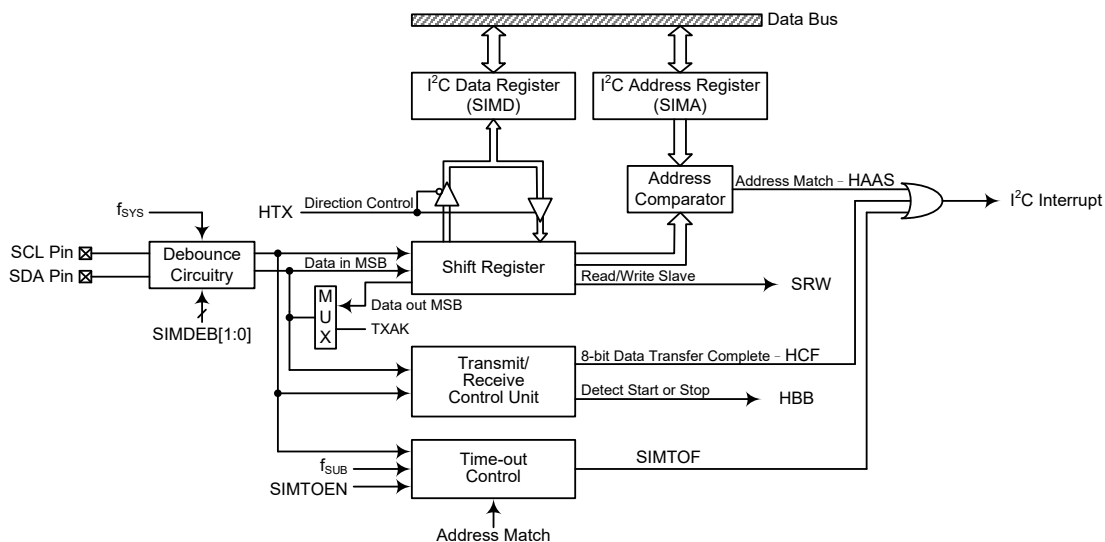 Data Bus
I²C Data Register
(SIMD)
I²C Address Register
(SIMA)
Address
Comparator
Address Match - HAAS
I²C Interrupt
HTX
Direction Control
fSYS
SCL Pin
SDA Pin
Debounce
Circuitry
SIMDEB[1:0]
Data in MSB
Shift Register
Read/Write Slave
SRW
M
U
X
Data out MSB
TXAK
Transmit/
Receive
Control Unit
8-bit Data Transfer Complete - HCF
Detect Start or Stop
HBB
fSUB
SIMTOEN
Time-out
Control
SIMTOF
Address Match